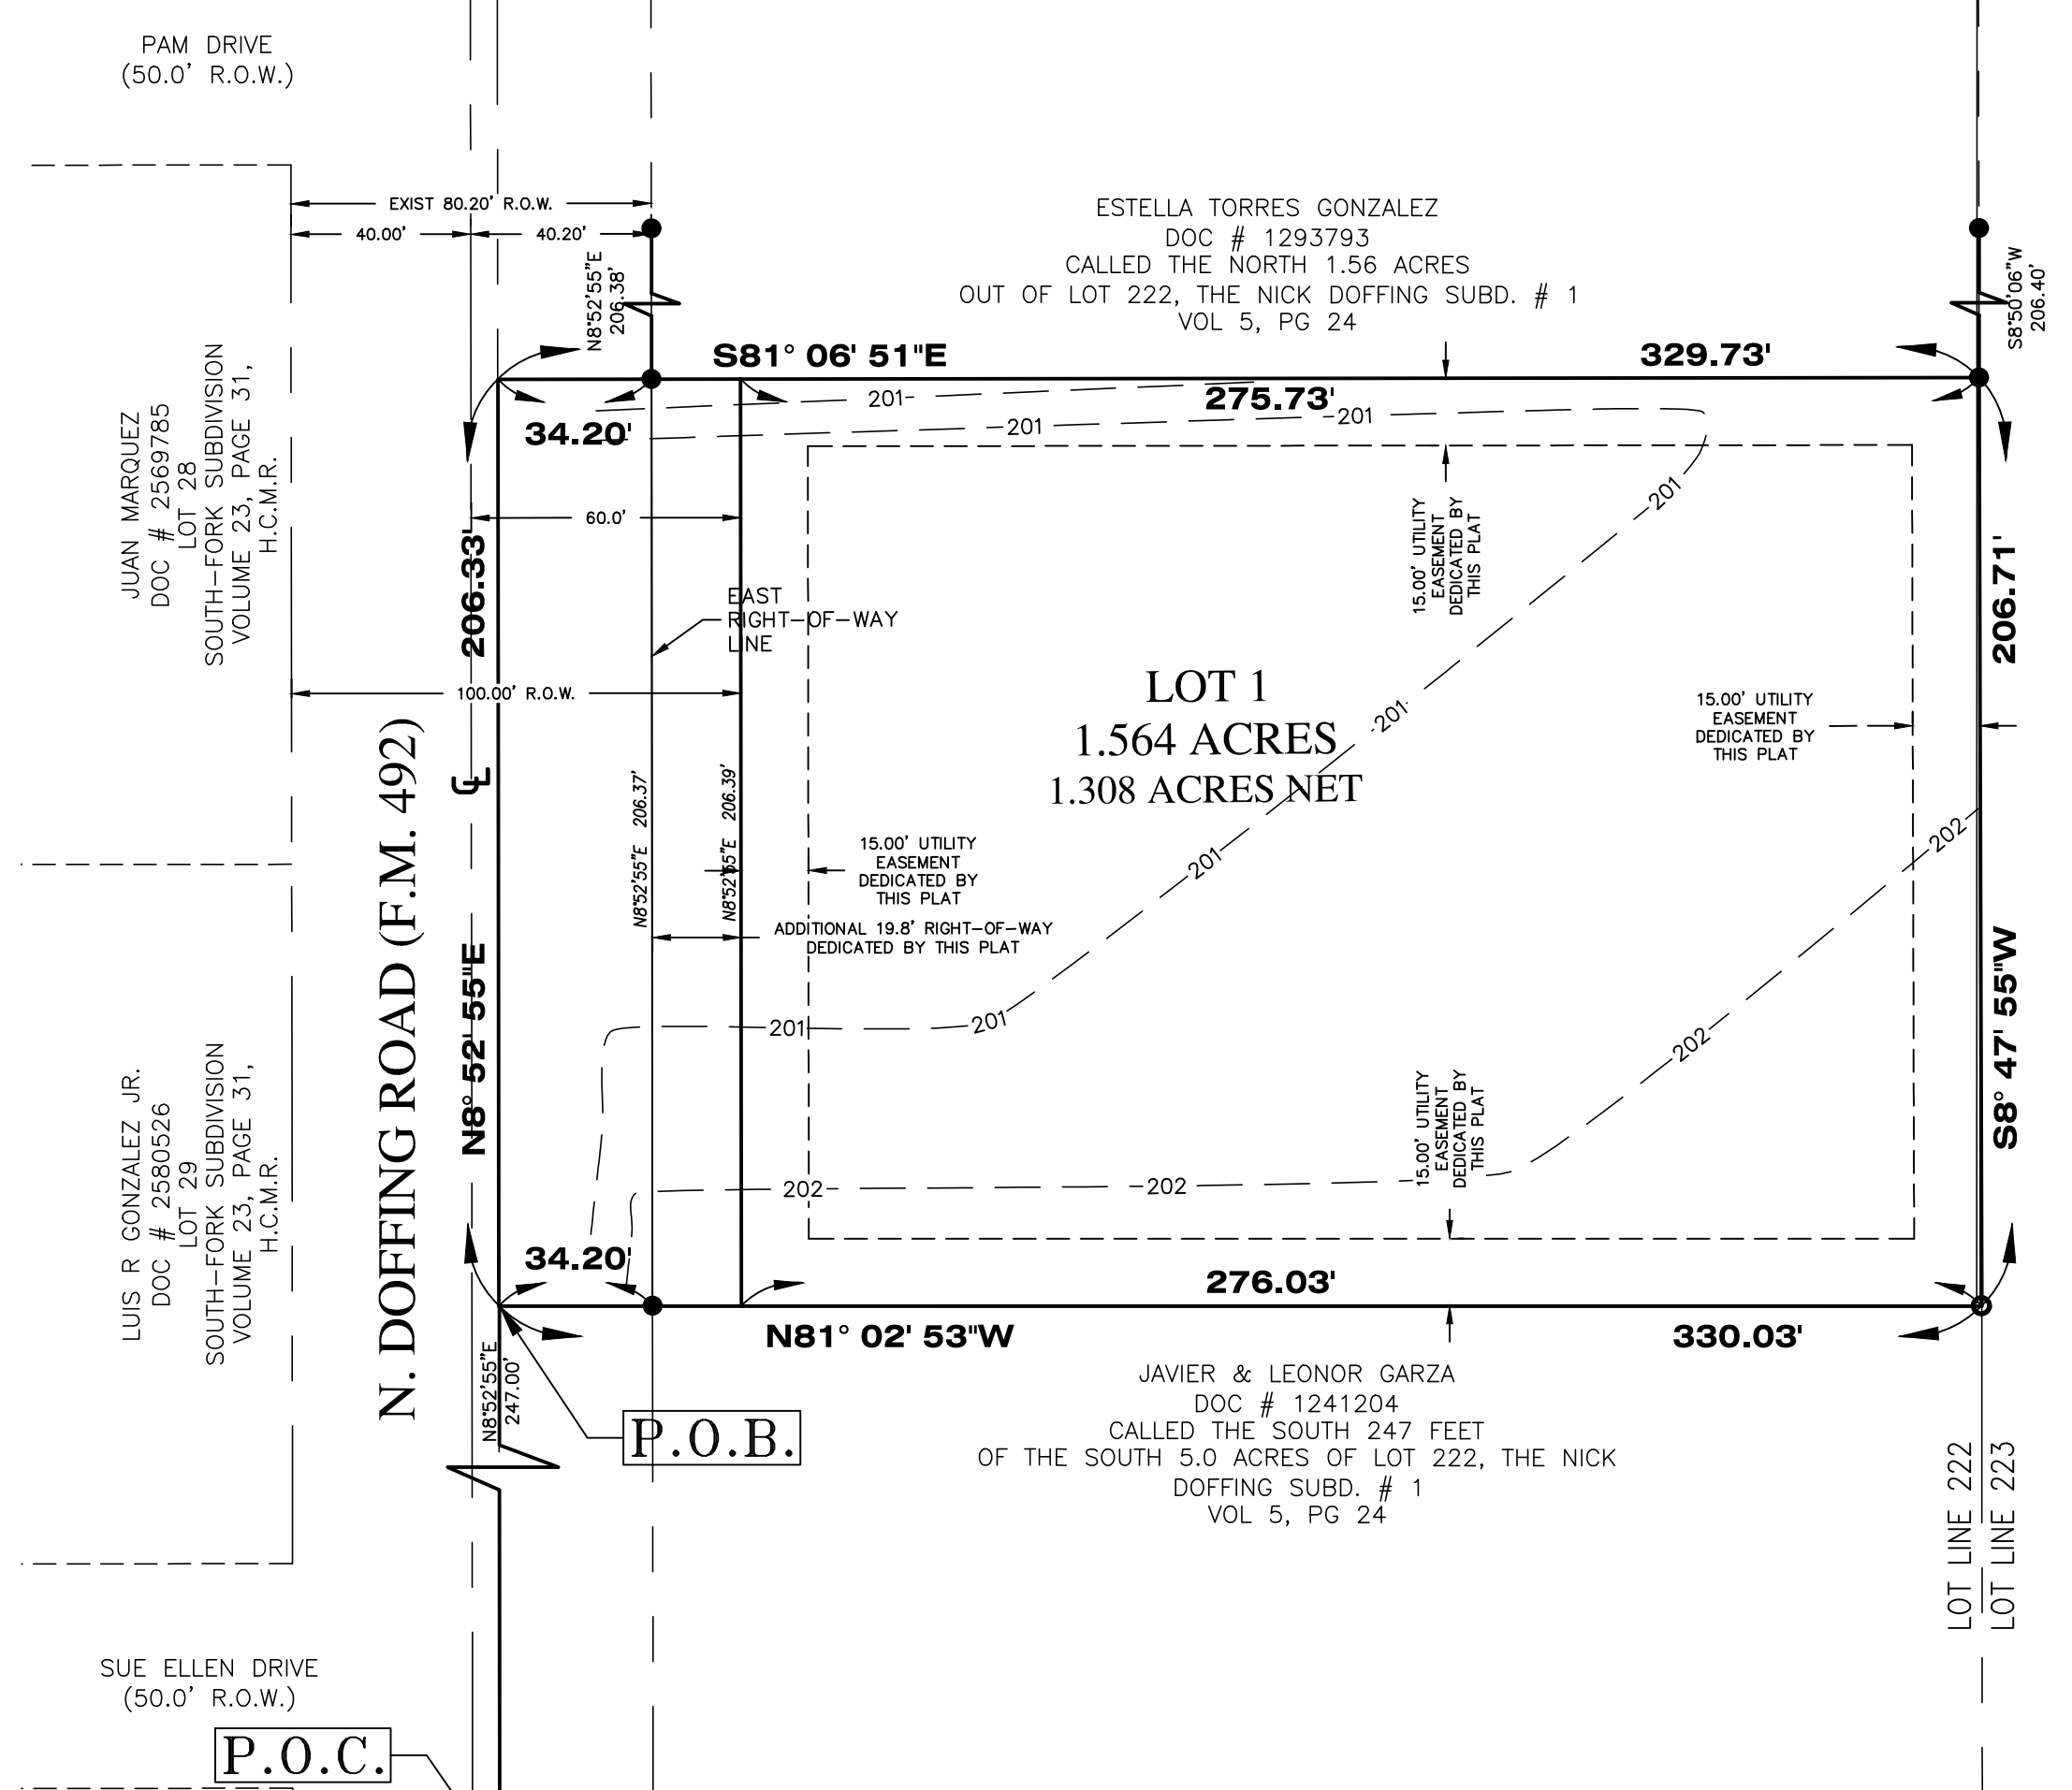 PAM DRIVE
(50.0' R.O.W.)
EXIST 80.20' R.O.W.
40.00'
40.20'
N8°52'55"E
206.38'
ESTELLA TORRES GONZALEZ
DOC # 1293793
CALLED THE NORTH 1.56 ACRES
OUT OF LOT 222, THE NICK DOFFING SUBD. # 1
VOL 5, PG 24
S8°50'06"W
206.40'
S81° 06' 51"E
329.73'
201
275.73'
201
201
34.20'
JUAN MARQUEZ
DOC # 2569785
LOT 28
SOUTH-FORK SUBDIVISION
VOLUME 23, PAGE 31,
H.C.M.R.
60.0'
206.33'
15.00' UTILITY
EASEMENT
DEDICATED BY
THIS PLAT
201
206.71'
EAST
RIGHT-OF-WAY
LINE
100.00' R.O.W.
LOT 1
1.564 ACRES
1.308 ACRES NET
201
15.00' UTILITY
EASEMENT
DEDICATED BY
THIS PLAT
N. DOFFING ROAD (F.M. 492)
CL
N8°52'55"E 206.37'
N8°52'55"E 206.39'
15.00' UTILITY
EASEMENT
DEDICATED BY
THIS PLAT
201
202
ADDITIONAL 19.8' RIGHT-OF-WAY
DEDICATED BY THIS PLAT
N8° 52' 55"E
S8° 47' 55"W
201
201
202
LUIS R GONZALEZ JR.
DOC # 2580526
LOT 29
SOUTH-FORK SUBDIVISION
VOLUME 23, PAGE 31,
H.C.M.R.
15.00' UTILITY
EASEMENT
DEDICATED BY
THIS PLAT
202
202
34.20'
276.03'
N81° 02' 53"W
330.03'
N8°52'55"E
247.00'
P.O.B.
JAVIER & LEONOR GARZA
DOC # 1241204
CALLED THE SOUTH 247 FEET
OF THE SOUTH 5.0 ACRES OF LOT 222, THE NICK
DOFFING SUBD. # 1
VOL 5, PG 24
LOT LINE 222
LOT LINE 223
SUE ELLEN DRIVE
(50.0' R.O.W.)
P.O.C.